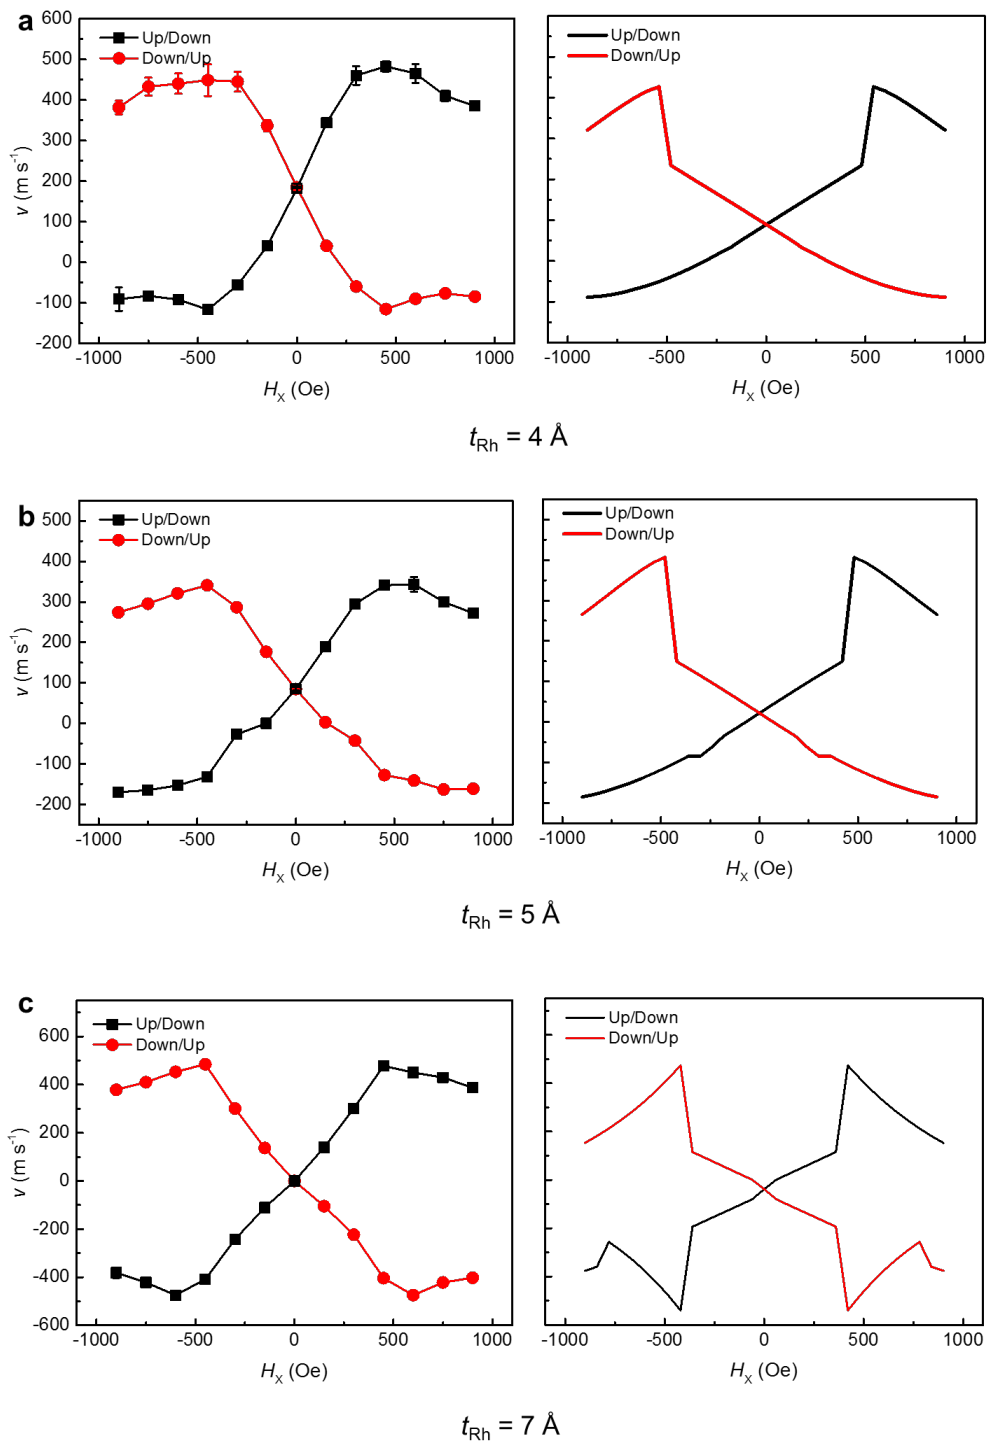 a
600
500
400
300
200
100
0
-100
-200
v (m s⁻¹)
Up/Down
Down/Up
-1000 -500 0 500 1000
Hₓ (Oe)
Up/Down
Down/Up
-1000 -500 0 500 1000
Hₓ (Oe)
t_Rh = 4 Å
b
500
400
300
200
100
0
-100
-200
v (m s⁻¹)
Up/Down
Down/Up
-1000 -500 0 500 1000
Hₓ (Oe)
Up/Down
Down/Up
-1000 -500 0 500 1000
Hₓ (Oe)
t_Rh = 5 Å
c
600
400
200
0
-200
-400
-600
v (m s⁻¹)
Up/Down
Down/Up
-1000 -500 0 500 1000
Hₓ (Oe)
Up/Down
Down/Up
-1000 -500 0 500 1000
Hₓ (Oe)
t_Rh = 7 Å